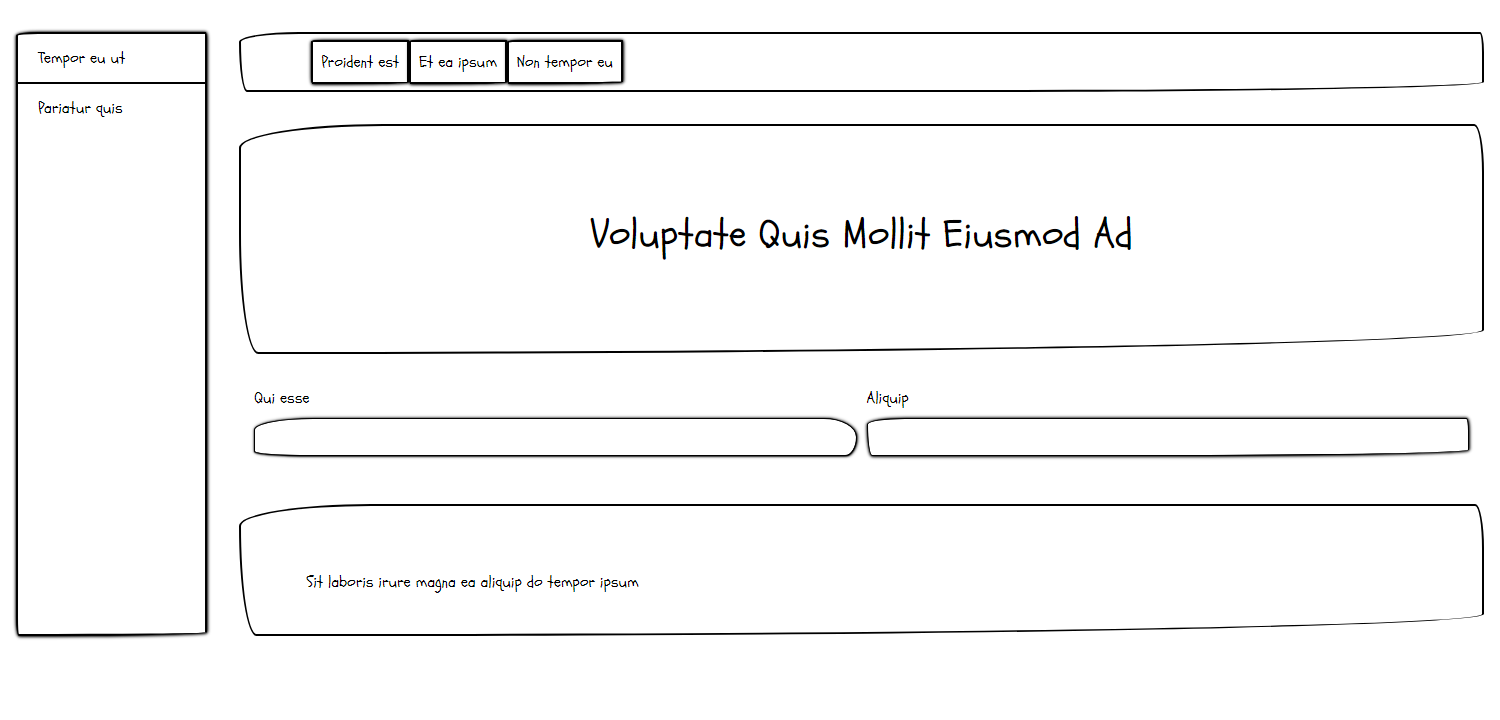 Tempor eu ut
Pariatur quis
Proident est
Et ea ipsum
Non tempor eu
Voluptate Quis Mollit Eiusmod Ad
Qui esse
Aliquip
Sit laboris irure magna ea aliquip do tempor ipsum